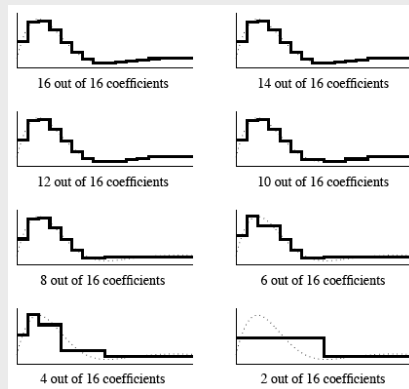 16 out of 16 coefficients
14 out of 16 coefficients
12 out of 16 coefficients
10 out of 16 coefficients
8 out of 16 coefficients
6 out of 16 coefficients
4 out of 16 coefficients
2 out of 16 coefficients